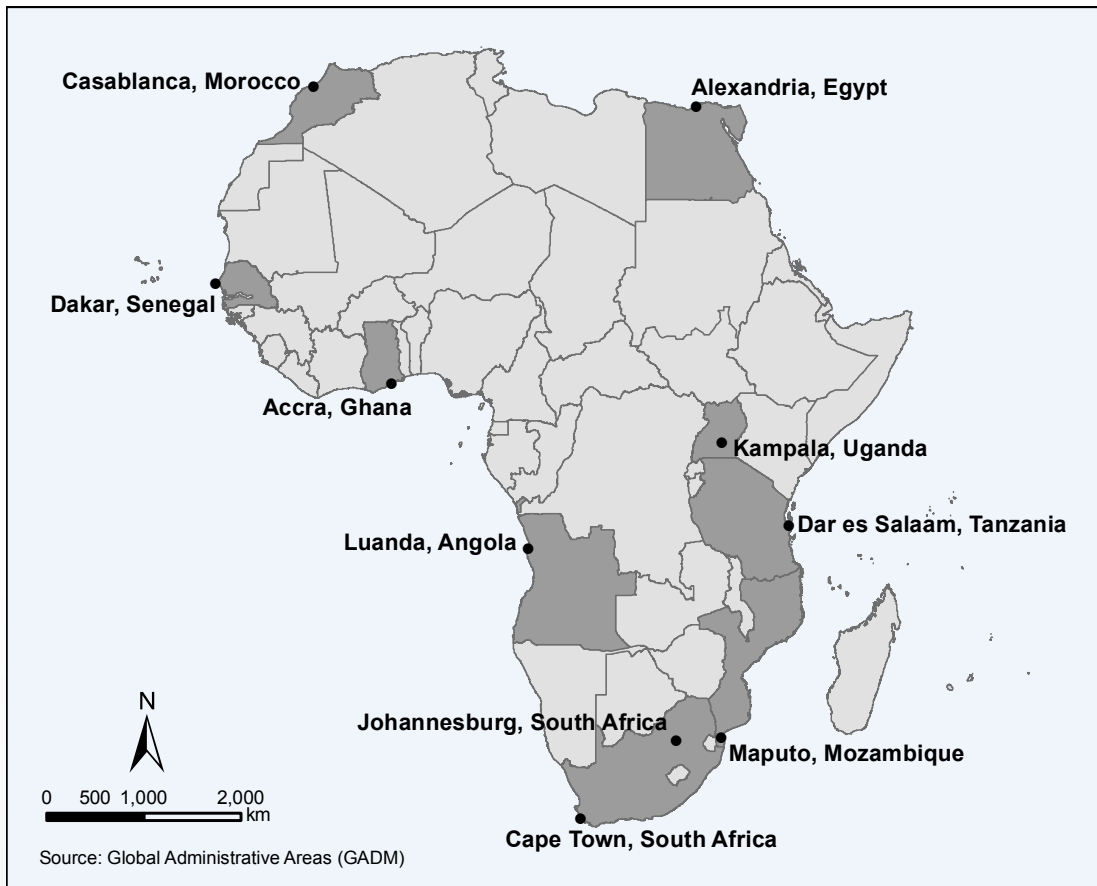 Casablanca, Morocco
Alexandria, Egypt
Dakar, Senegal
Accra, Ghana
Kampala, Uganda
Dar es Salaam, Tanzania
Luanda, Angola
Johannesburg, South Africa
Maputo, Mozambique
Cape Town, South Africa
N
0 500 1,000 2,000
km
Source: Global Administrative Areas (GADM)